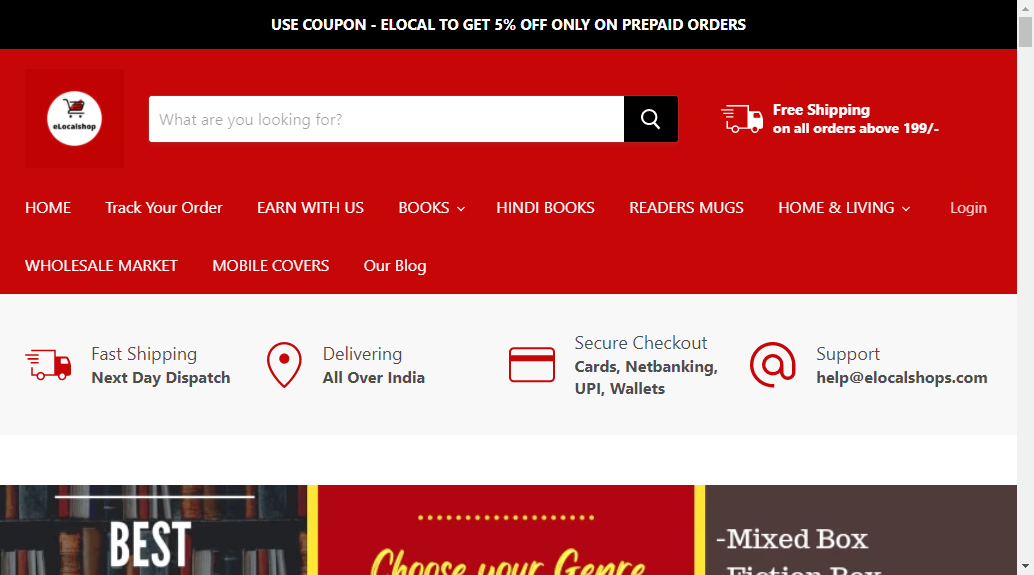 USE COUPON - ELOCAL TO GET 5% OFF ONLY ON PREPAID ORDERS
eLocalshop
What are you looking for?
Free Shipping
on all orders above 199/-
HOME Track Your Order EARN WITH US BOOKS HINDI BOOKS READERS MUGS HOME & LIVING Login
WHOLESALE MARKET MOBILE COVERS Our Blog
Fast Shipping
Next Day Dispatch
Delivering
All Over India
Secure Checkout
Cards, Netbanking,
UPI, Wallets
Support
help@elocalshops.com
BEST
Choose your Genre
-Mixed Box
Fiction Box